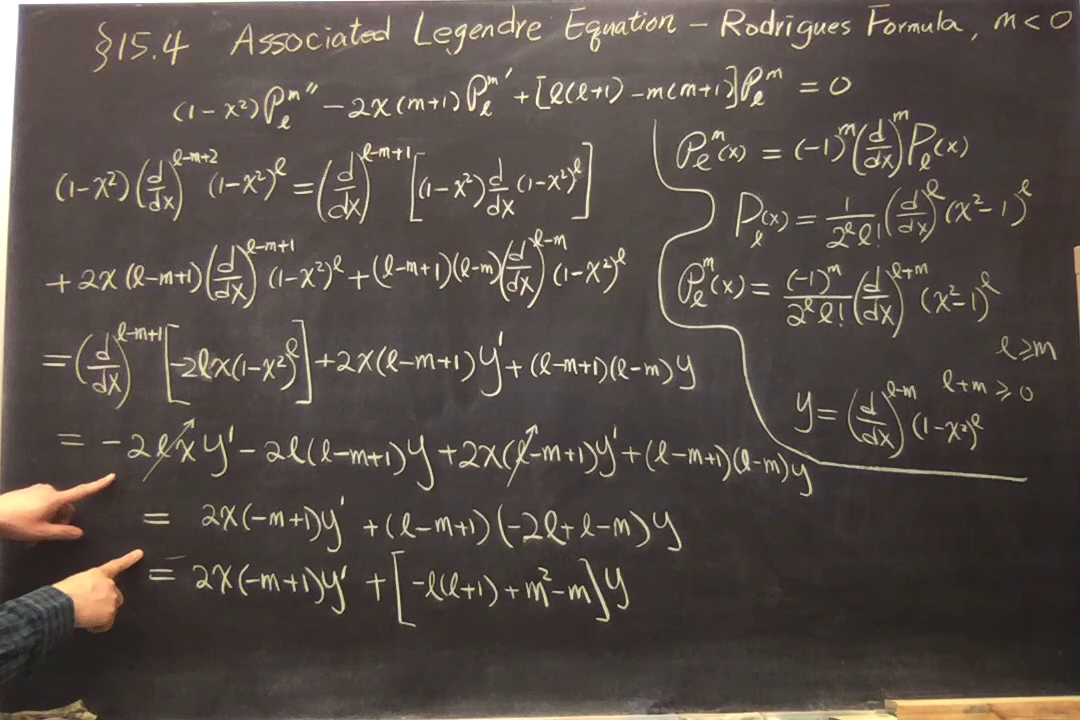 §15.4 Associated Legendre Equation – Rodrigues Formula, m < 0
(1-x²)𝒫ₗᵐ'' - 2x(m+1)𝒫ₗᵐ' + [ℓ(ℓ+1) - m(m+1)]𝒫ₗᵐ = 0
(1-x²)(d/dx)^{ℓ-m+2} (1-x²)^ℓ = (d/dx)^{ℓ-m+1} [(1-x²) d/dx (1-x²)^ℓ]
+ 2x(ℓ-m+1)(d/dx)^{ℓ-m+1} (1-x²)^ℓ + (ℓ-m+1)(ℓ-m)(d/dx)^{ℓ-m} (1-x²)^ℓ
= (d/dx)^{ℓ-m+1} [-2ℓx(1-x²)^ℓ] + 2x(ℓ-m+1)y' + (ℓ-m+1)(ℓ-m)y
= -2ℓxy' - 2ℓ(ℓ-m+1)y + 2x(ℓ-m+1)y' + (ℓ-m+1)(ℓ-m)y
= 2x(-m+1)y' + (ℓ-m+1)(-2ℓ+ℓ-m)y
= 2x(-m+1)y' + [-ℓ(ℓ+1) + m² - m]y
𝒫ₗᵐ(x) = (-1)^m (d/dx)^m Pₗ(x)
Pₗ(x) = 1/(2^ℓ ℓ!) (d/dx)^ℓ (x²-1)^ℓ
𝒫ₗᵐ(x) = (-1)^m/(2^ℓ ℓ!) (d/dx)^{ℓ+m} (x²-1)^ℓ
ℓ ≥ m
ℓ+m ≥ 0
y = (d/dx)^{ℓ-m} (1-x²)^ℓ